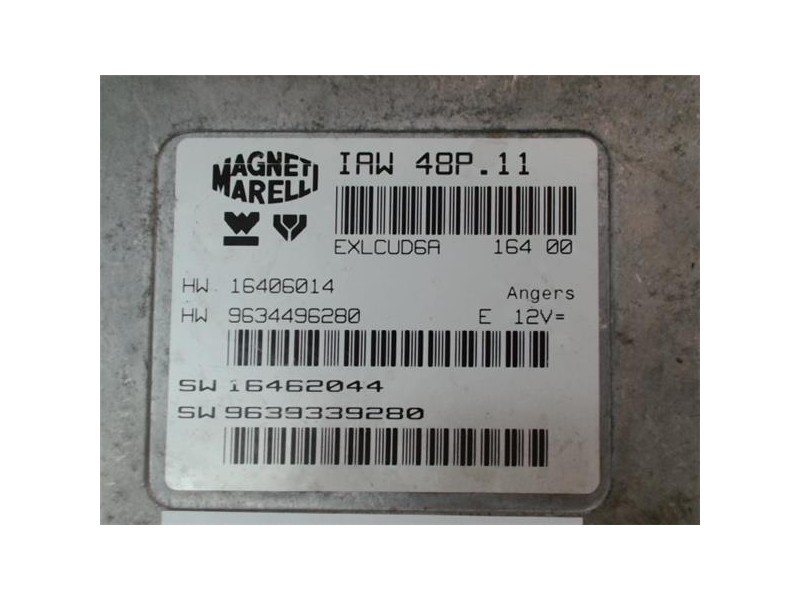 MAGNETI
MARELLI
IAW 48P.11
EXLCUD6A 164 00
HW 16406014
Angers
HW 9634496280 E 12V=
SW 16462044
SW 9639339280